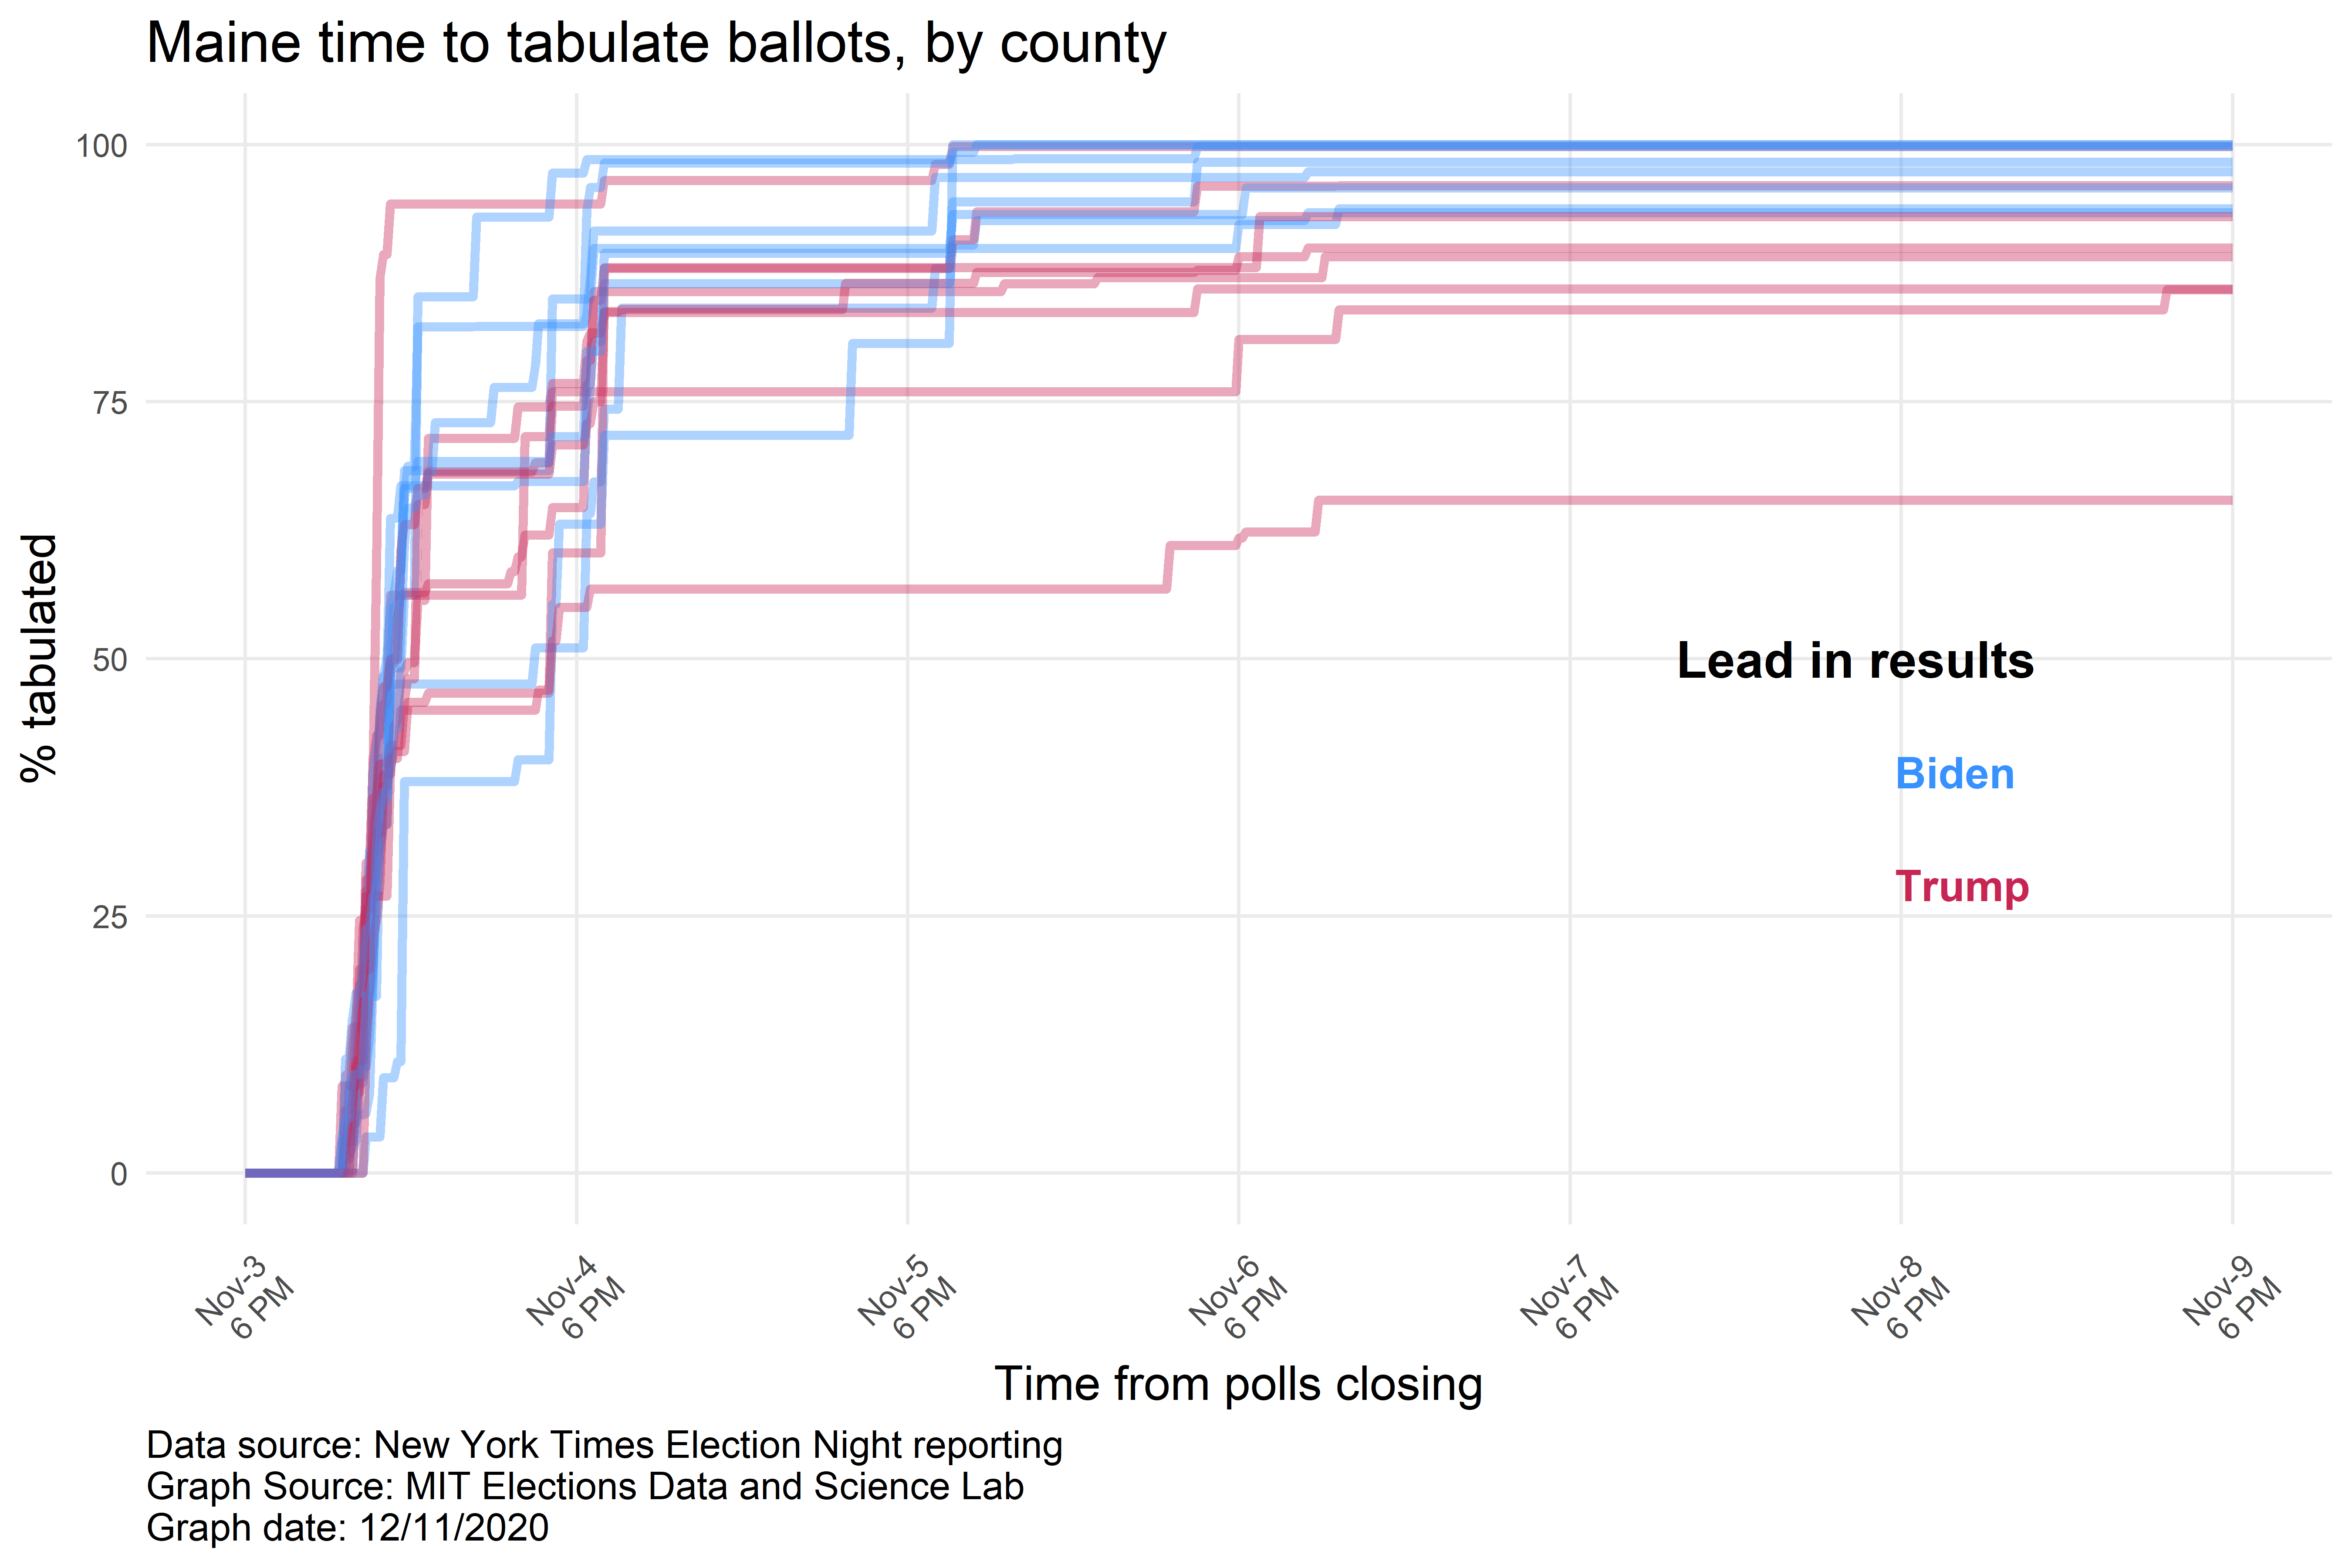 Maine time to tabulate ballots, by county
100
75
50
25
0
% tabulated
Lead in results
Biden
Trump
Nov-3
6 PM
Nov-4
6 PM
Nov-5
6 PM
Nov-6
6 PM
Nov-7
6 PM
Nov-8
6 PM
Nov-9
6 PM
Time from polls closing
Data source: New York Times Election Night reporting
Graph Source: MIT Elections Data and Science Lab
Graph date: 12/11/2020